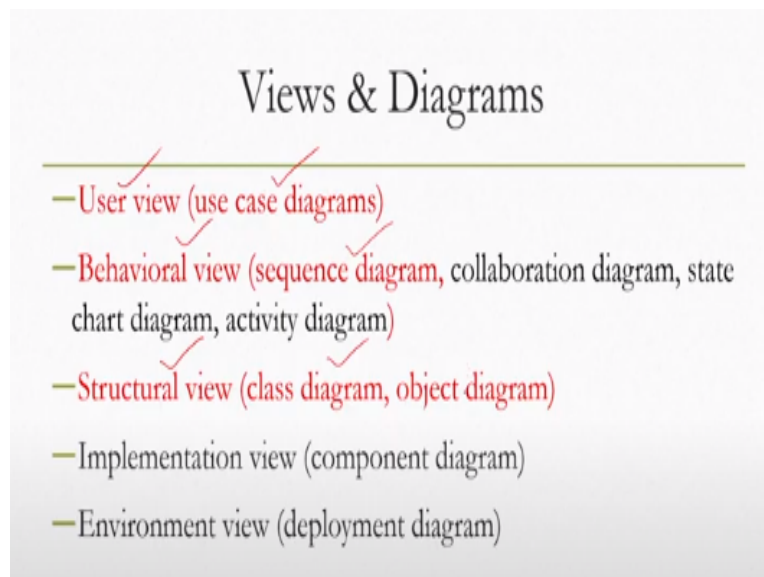 Views & Diagrams
—User view (use case diagrams)
—Behavioral view (sequence diagram, collaboration diagram, state
chart diagram, activity diagram)
—Structural view (class diagram, object diagram)
—Implementation view (component diagram)
—Environment view (deployment diagram)